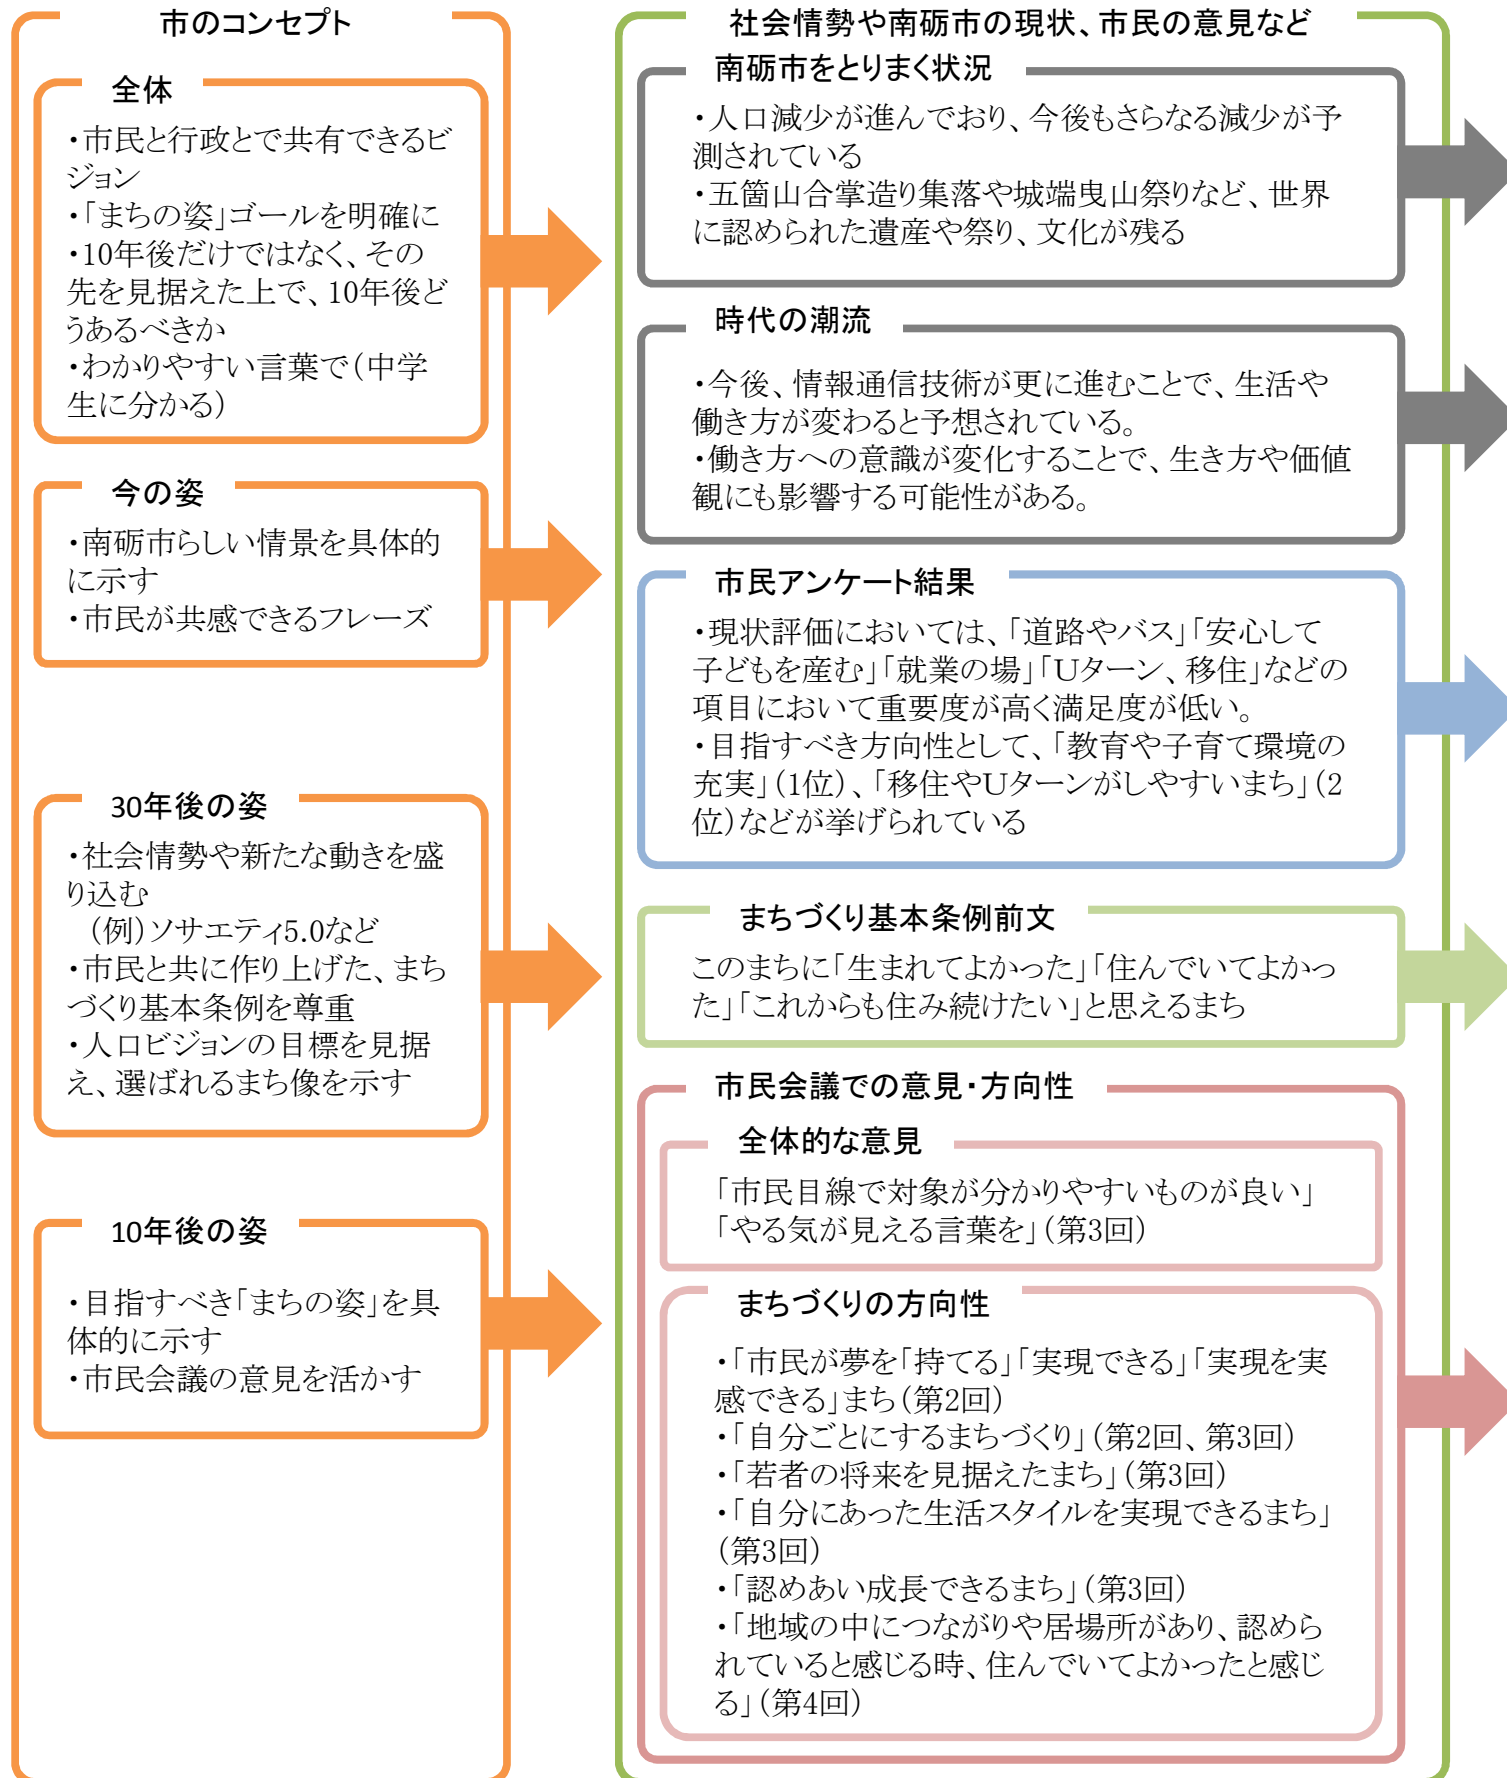 市のコンセプト
全体
・市民と行政とで共有できるビ
ジョン
・「まちの姿」ゴールを明確に
・10年後だけではなく、その
先を見据えた上で、10年後ど
うあるべきか
・わかりやすい言葉で（中学
生に分かる）
今の姿
・南砺市らしい情景を具体的
に示す
・市民が共感できるフレーズ
30年後の姿
・社会情勢や新たな動きを盛
り込む
（例）ソサエティ5.0など
・市民と共に作り上げた、まち
づくり基本条例を尊重
・人口ビジョンの目標を見据
え、選ばれるまち像を示す
10年後の姿
・目指すべき「まちの姿」を具
体的に示す
・市民会議の意見を活かす
社会情勢や南砺市の現状、市民の意見など
南砺市をとりまく状況
・人口減少が進んでおり、今後もさらなる減少が予
測されている
・五箇山合掌造り集落や城端曳山祭りなど、世界
に認められた遺産や祭り、文化が残る
時代の潮流
・今後、情報通信技術が更に進むことで、生活や
働き方が変わると予想されている。
・働き方への意識が変化することで、生き方や価値
観にも影響する可能性がある。
市民アンケート結果
・現状評価においては、「道路やバス」「安心して
子どもを産む」「就業の場」「Uターン、移住」などの
項目において重要度が高く満足度が低い。
・目指すべき方向性として、「教育や子育て環境の
充実」（1位）、「移住やUターンがしやすいまち」（2
位）などが挙げられている
まちづくり基本条例前文
このまちに「生まれてよかった」「住んでいてよかっ
た」「これからも住み続けたい」と思えるまち
市民会議での意見・方向性
全体的な意見
「市民目線で対象が分かりやすいものが良い」
「やる気が見える言葉を」（第3回）
まちづくりの方向性
・「市民が夢を「持てる」「実現できる」「実現を実
感できる」まち（第2回）
・「自分ごとにするまちづくり」（第2回、第3回）
・「若者の将来を見据えたまち」（第3回）
・「自分にあった生活スタイルを実現できるまち」
（第3回）
・「認めあい成長できるまち」（第3回）
・「地域の中につながりや居場所があり、認めら
れていると感じる時、住んでいてよかったと感じ
る」（第4回）